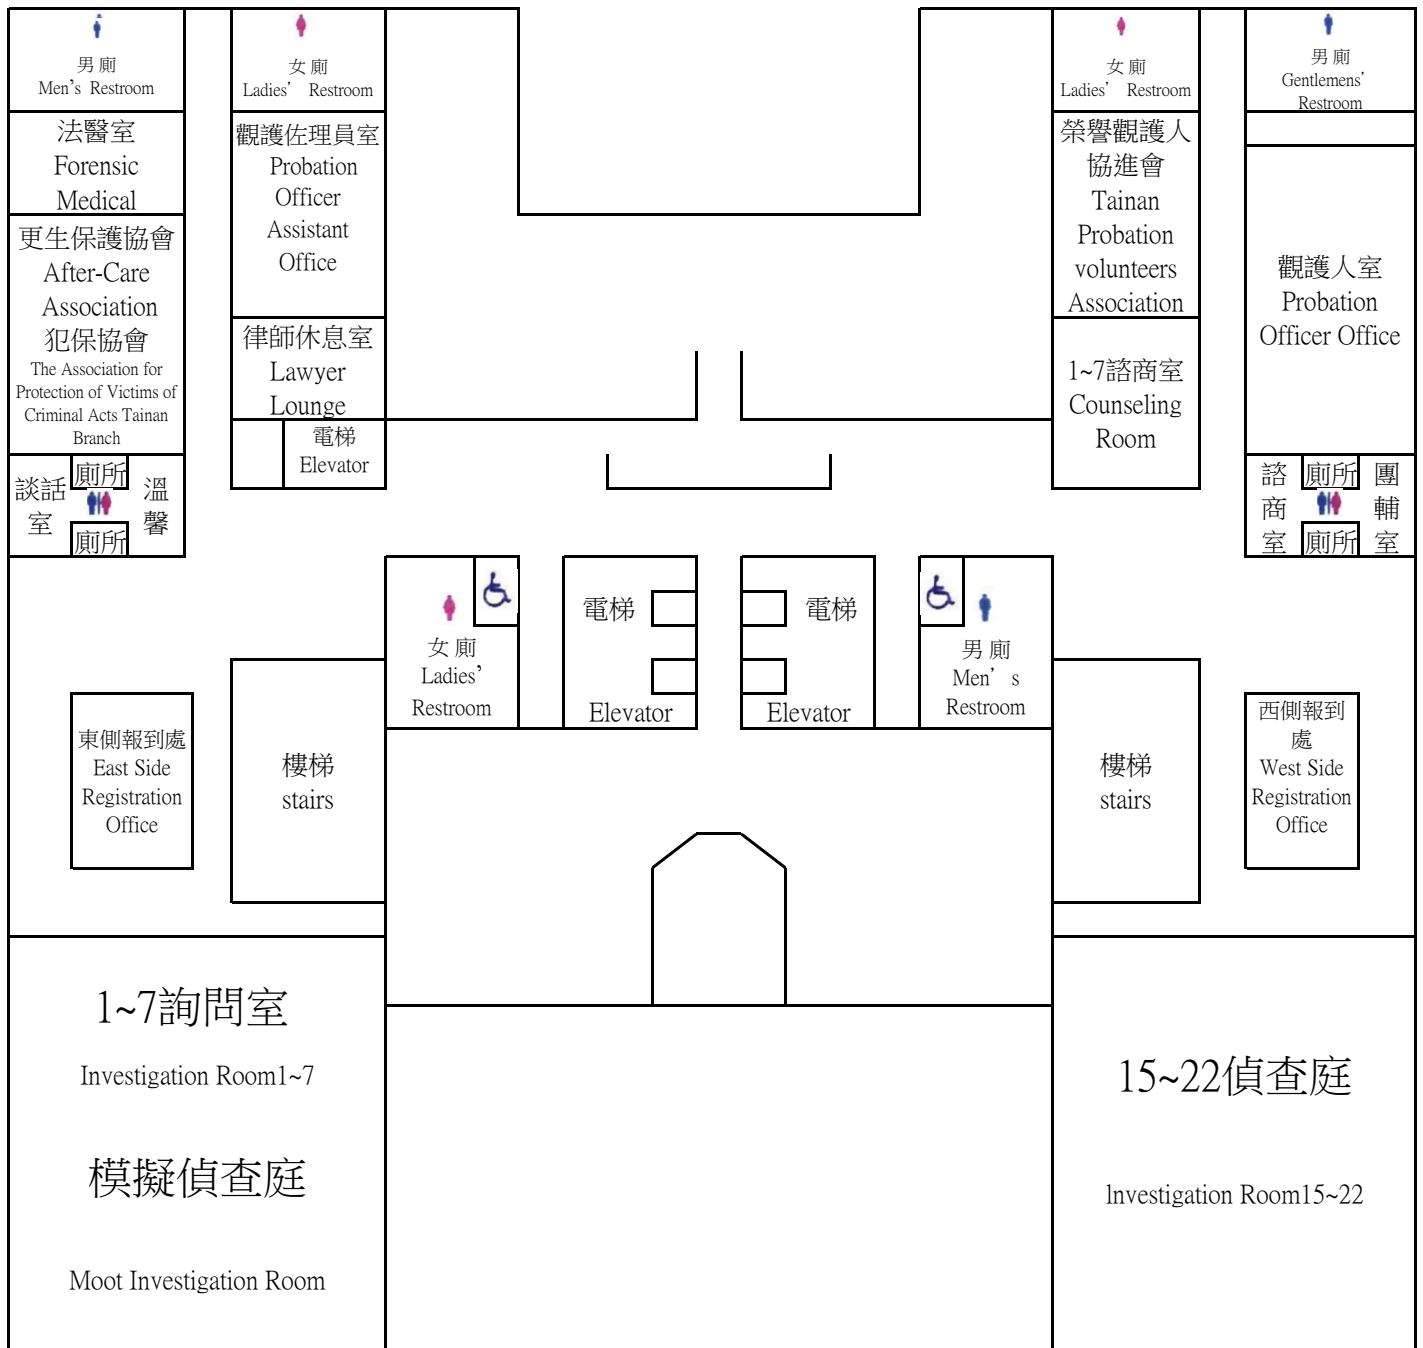 男廁
Men's Restroom
女廁
Ladies' Restroom
女廁
Ladies' Restroom
男廁
Gentlemens'
Restroom
法醫室
Forensic
Medical
觀護佐理員室
Probation
Officer
Assistant
Office
榮譽觀護人
協進會
Tainan
Probation
volunteers
Association
更生保護協會
After-Care
Association
犯保協會
The Association for
Protection of Victims of
Criminal Acts Tainan
Branch
觀護人室
Probation
Officer Office
律師休息室
Lawyer
Lounge
1~7諮商室
Counseling
Room
電梯
Elevator
談話
室
廁所
廁所
溫
馨
諮
商
室
廁所
廁所
團
輔
室
女廁
Ladies'
Restroom
電梯
Elevator
電梯
Elevator
男廁
Men's
Restroom
東側報到處
East Side
Registration
Office
樓梯
stairs
樓梯
stairs
西側報到
處
West Side
Registration
Office
1~7詢問室
Investigation Room1~7
模擬偵查庭
Moot Investigation Room
15~22偵查庭
lnvestigation Room15~22